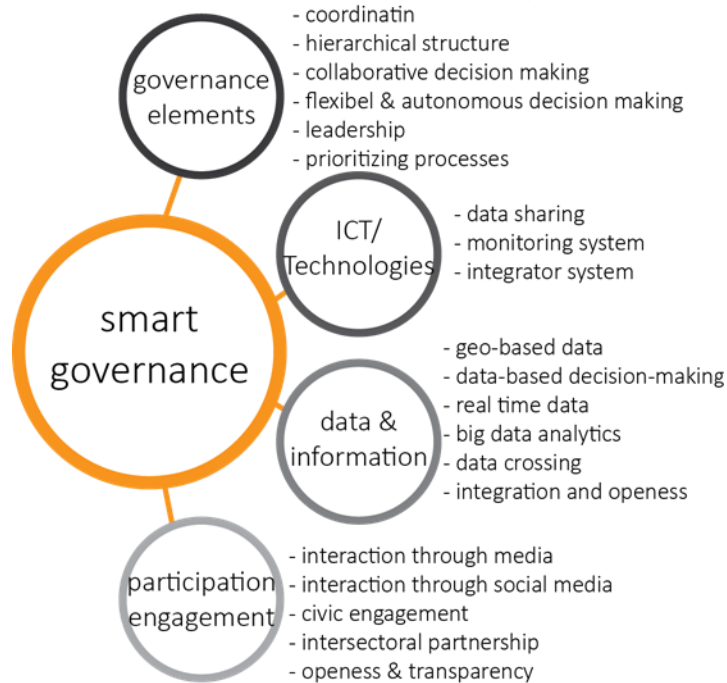 governance
elements
- coordinatin
- hierarchical structure
- collaborative decision making
- flexibel & autonomous decision making
- leadership
- prioritizing processes
ICT/
Technologies
- data sharing
- monitoring system
- integrator system
smart
governance
data &
information
- geo-based data
- data-based decision-making
- real time data
- big data analytics
- data crossing
- integration and openess
participation
engagement
- interaction through media
- interaction through social media
- civic engagement
- intersectoral partnership
- openess & transparency